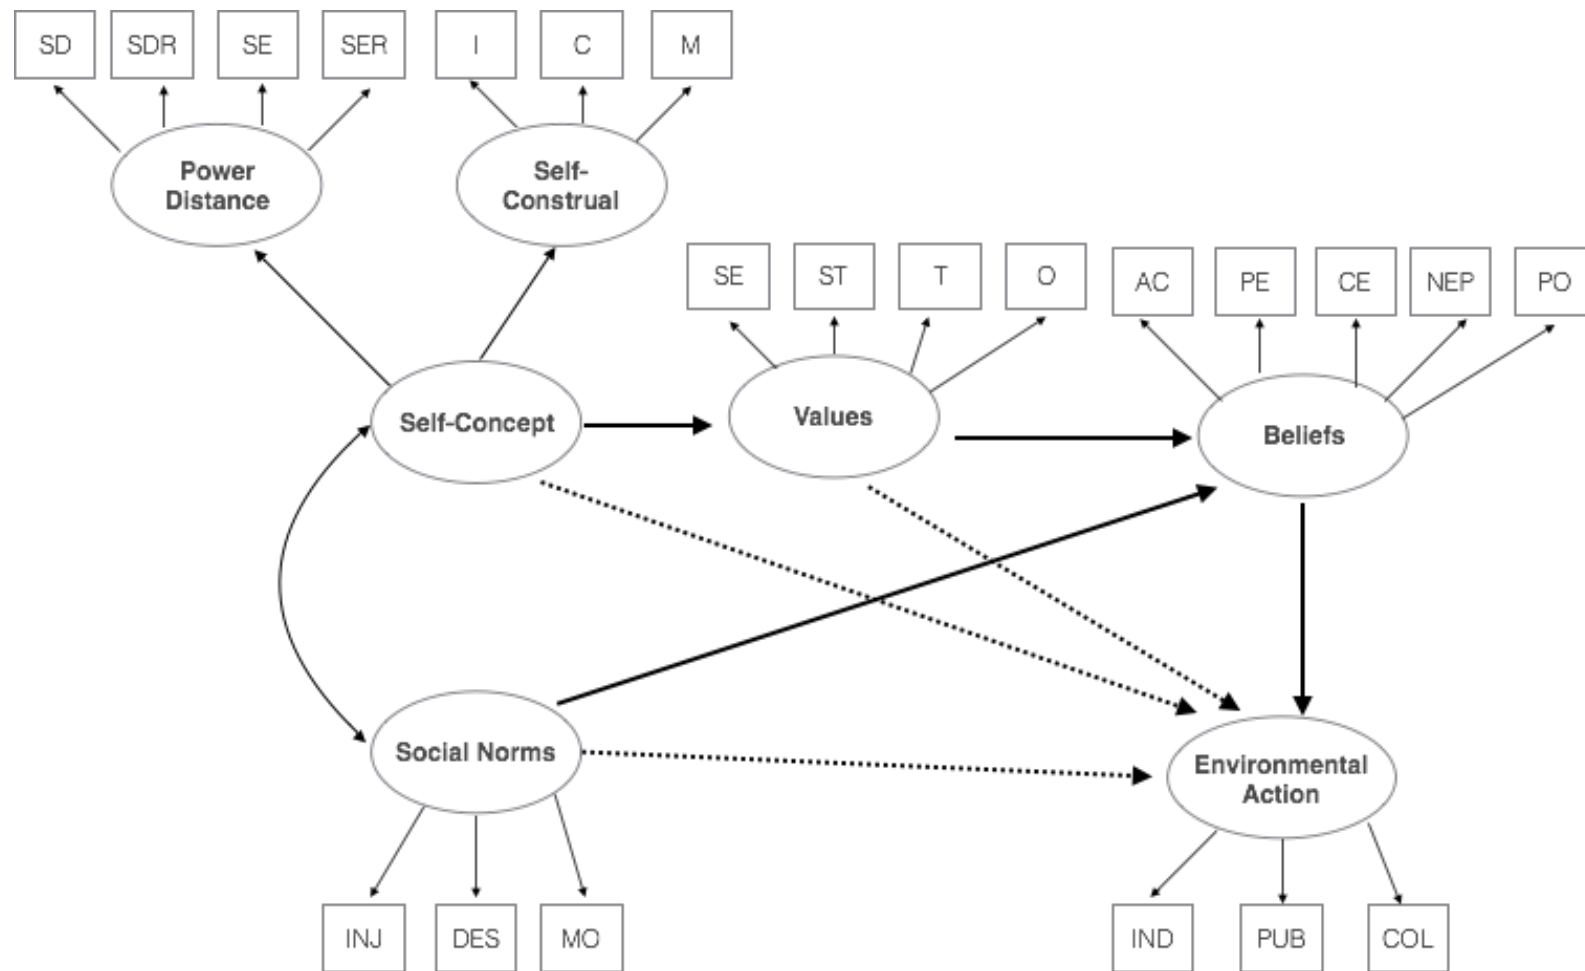 SD
SDR
SE
SER
I
C
M
Power
Distance
Self-
Construal
SE
ST
T
O
AC
PE
CE
NEP
PO
Self-Concept
Values
Beliefs
Social Norms
Environmental
Action
INJ
DES
MO
IND
PUB
COL